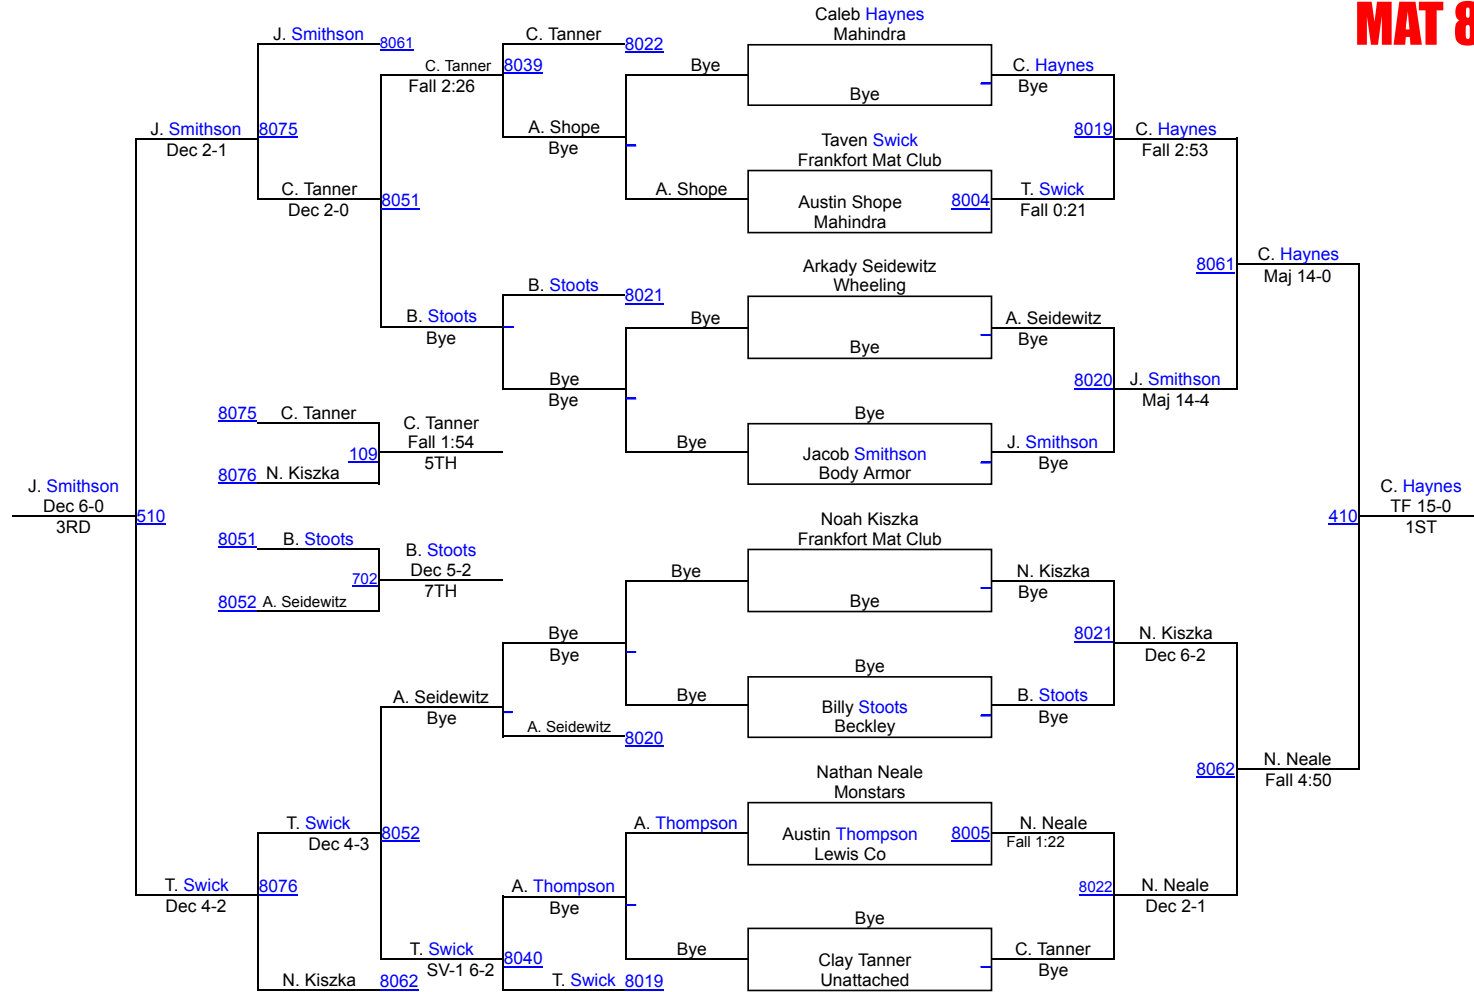 MAT 8
Caleb Haynes
Mahindra
J. Smithson
8061
C. Tanner
8022
C. Tanner
8039
Fall 2:26
Bye
Bye
C. Haynes
Bye
J. Smithson
8075
Dec 2-1
A. Shope
Bye
Taven Swick
Frankfort Mat Club
8019
C. Haynes
Fall 2:53
C. Tanner
8051
Dec 2-0
A. Shope
Austin Shope
Mahindra
8004
T. Swick
Fall 0:21
Arkady Seidewitz
Wheeling
8061
C. Haynes
Maj 14-0
B. Stoots
8021
B. Stoots
Bye
Bye
Bye
A. Seidewitz
Bye
Bye
Bye
8020
J. Smithson
Maj 14-4
8075
C. Tanner
C. Tanner
Fall 1:54
5TH
109
8076
N. Kiszka
Bye
Bye
Jacob Smithson
Body Armor
J. Smithson
Bye
J. Smithson
Dec 6-0
3RD
510
Noah Kiszka
Frankfort Mat Club
410
C. Haynes
TF 15-0
1ST
8051
B. Stoots
B. Stoots
Dec 5-2
7TH
702
8052
A. Seidewitz
Bye
Bye
N. Kiszka
Bye
Bye
Bye
8021
N. Kiszka
Dec 6-2
A. Seidewitz
Bye
Bye
Bye
Billy Stoots
Beckley
B. Stoots
Bye
A. Seidewitz
8020
Nathan Neale
Monstars
8062
N. Neale
Fall 4:50
T. Swick
8052
Dec 4-3
A. Thompson
Austin Thompson
Lewis Co
8005
N. Neale
Fall 1:22
T. Swick
8076
Dec 4-2
A. Thompson
Bye
8022
N. Neale
Dec 2-1
T. Swick
8040
SV-1 6-2
Bye
Bye
Clay Tanner
Unattached
C. Tanner
Bye
N. Kiszka
8062
T. Swick
8019